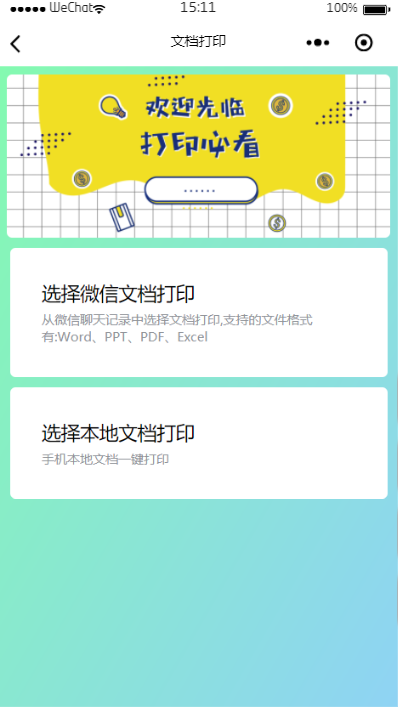 WeChat
15:11
100%
文档打印
欢迎光临
打印必看
选择微信文档打印
从微信聊天记录中选择文档打印,支持的文件格式
有:Word、PPT、PDF、Excel
选择本地文档打印
手机本地文档一键打印